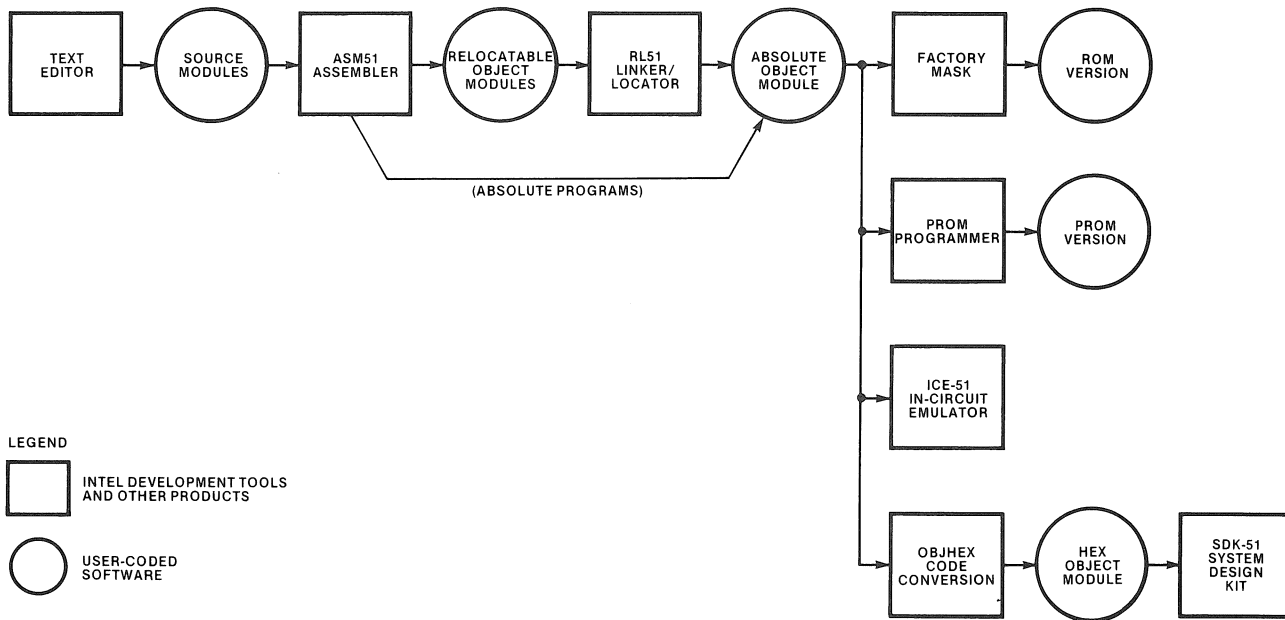 TEXT
EDITOR
SOURCE
MODULES
ASM51
ASSEMBLER
RELOCATABLE
OBJECT
MODULES
RL51
LINKER/
LOCATOR
ABSOLUTE
OBJECT
MODULE
FACTORY
MASK
ROM
VERSION
(ABSOLUTE PROGRAMS)
PROM
PROGRAMMER
PROM
VERSION
ICE-51
IN-CIRCUIT
EMULATOR
OBJHEX
CODE
CONVERSION
HEX
OBJECT
MODULE
SDK-51
SYSTEM
DESIGN
KIT
LEGEND
INTEL DEVELOPMENT TOOLS
AND OTHER PRODUCTS
USER-CODED
SOFTWARE